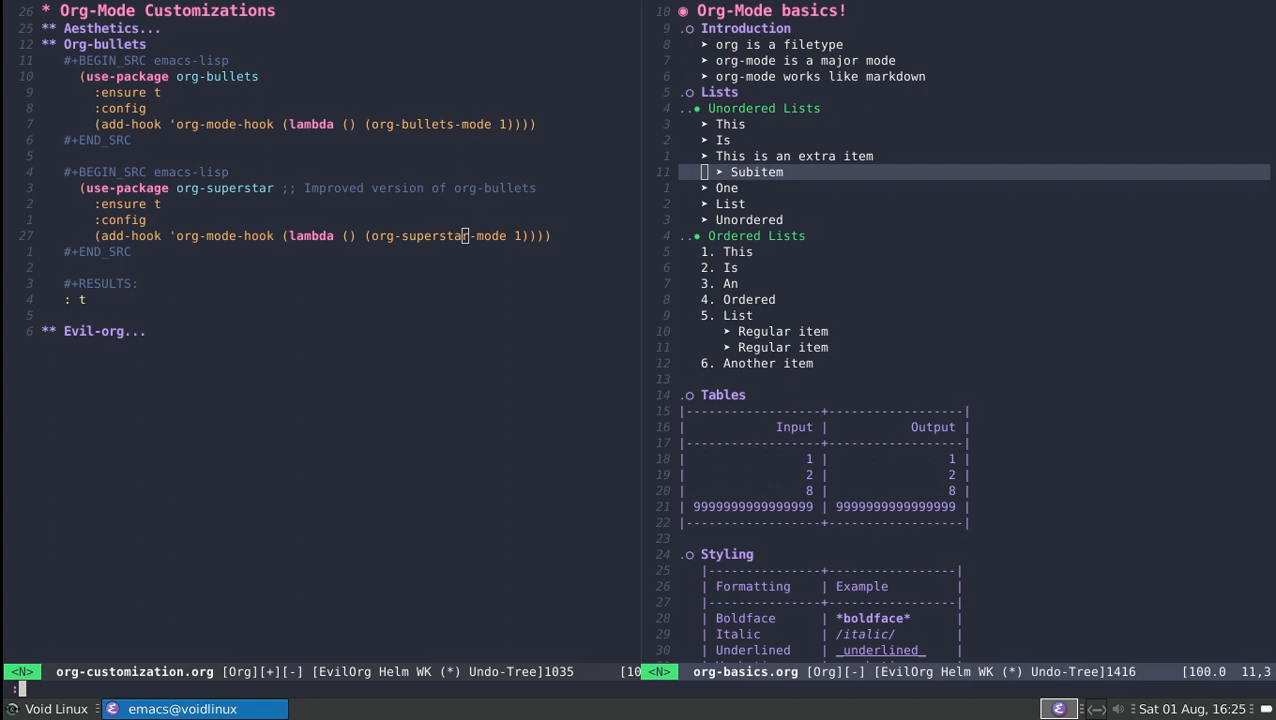 26 * Org-Mode Customizations
25 ** Aesthetics...
12 ** Org-bullets
11 #+BEGIN_SRC emacs-lisp
10 (use-package org-bullets
9 :ensure t
8 :config
7 (add-hook 'org-mode-hook (lambda () (org-bullets-mode 1))))
6 #+END_SRC
5
4 #+BEGIN_SRC emacs-lisp
3 (use-package org-superstar ;; Improved version of org-bullets
2 :ensure t
1 :config
27 (add-hook 'org-mode-hook (lambda () (org-superstar-mode 1))))
1 #+END_SRC
2
3 #+RESULTS:
4 : t
5
6 ** Evil-org...
<N> org-customization.org [Org][+][-] [EvilOrg Helm WK (*) Undo-Tree]1035 [10
:
10 ◉ Org-Mode basics!
9 .○ Introduction
8 ➤ org is a filetype
7 ➤ org-mode is a major mode
6 ➤ org-mode works like markdown
5 .○ Lists
4 ..✸ Unordered Lists
3 ➤ This
2 ➤ Is
1 ➤ This is an extra item
11 ➤ Subitem
1 ➤ One
2 ➤ List
3 ➤ Unordered
4 ..✸ Ordered Lists
5 1. This
6 2. Is
7 3. An
8 4. Ordered
9 5. List
10 ➤ Regular item
11 ➤ Regular item
12 6. Another item
13
14 .○ Tables
15 |------------------+------------------|
16 | Input | Output |
17 |------------------+------------------|
18 | 1 | 1 |
19 | 2 | 2 |
20 | 8 | 8 |
21 | 9999999999999999 | 9999999999999999 |
22 |------------------+------------------|
23
24 .○ Styling
25 |---------------+-----------------|
26 | Formatting | Example |
27 |---------------+-----------------|
28 | Boldface | *boldface* |
29 | Italic | /italic/ |
30 | Underlined | _underlined_ |
<N> org-basics.org [Org][-] [EvilOrg Helm WK (*) Undo-Tree]1416 [100.0 11,3
Void Linux emacs@voidlinux Sat 01 Aug, 16:25